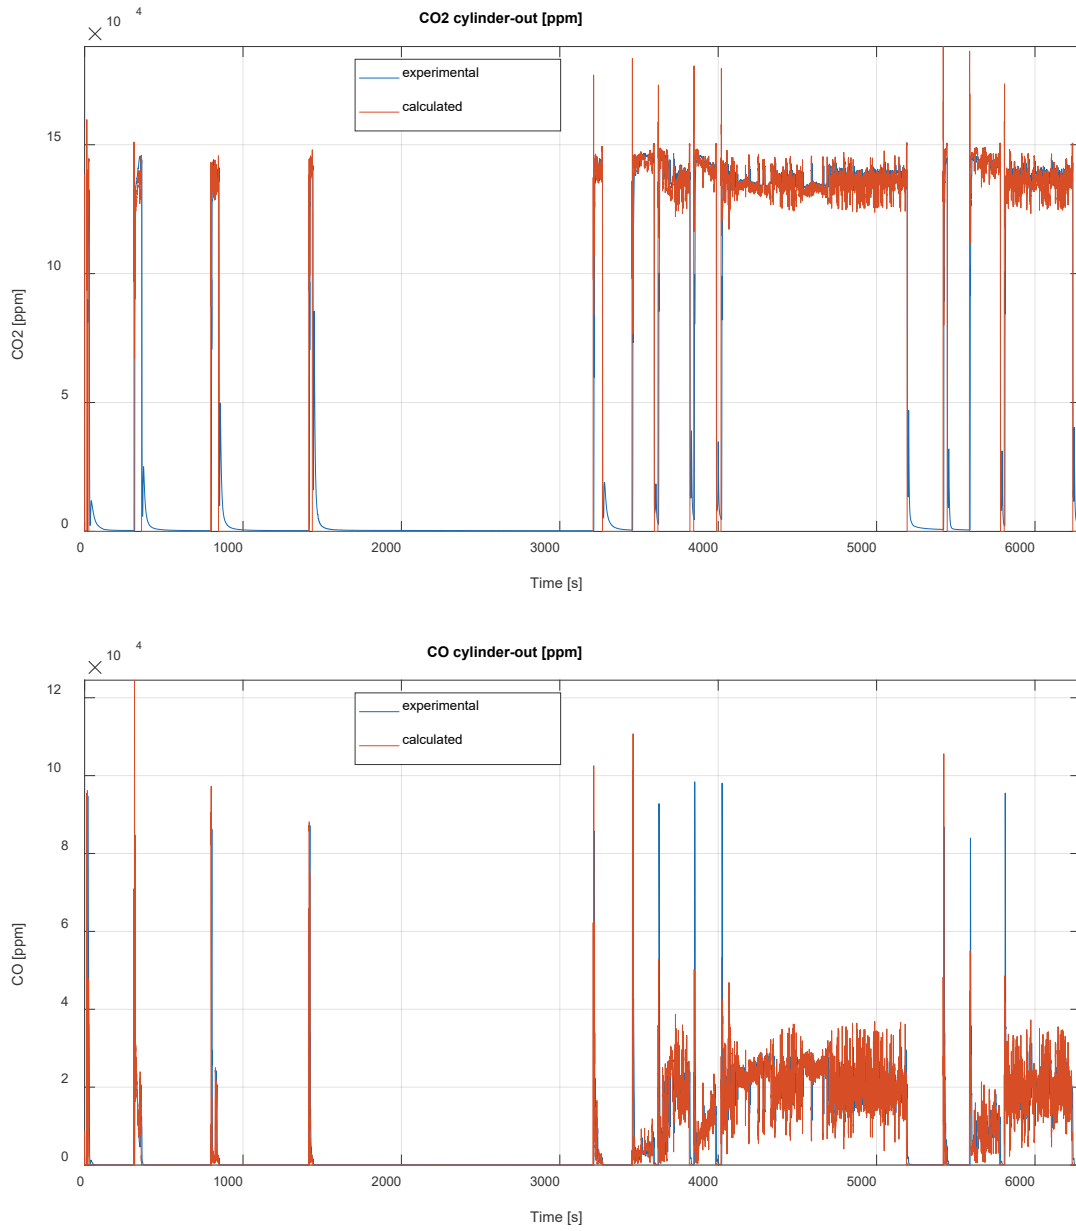 CO2 cylinder-out [ppm]
× 10 4
experimental
calculated
15
10
5
0
CO2 [ppm]
0 1000 2000 3000 4000 5000 6000
Time [s]
CO cylinder-out [ppm]
× 10 4
experimental
calculated
12
10
8
6
4
2
0
CO [ppm]
0 1000 2000 3000 4000 5000 6000
Time [s]